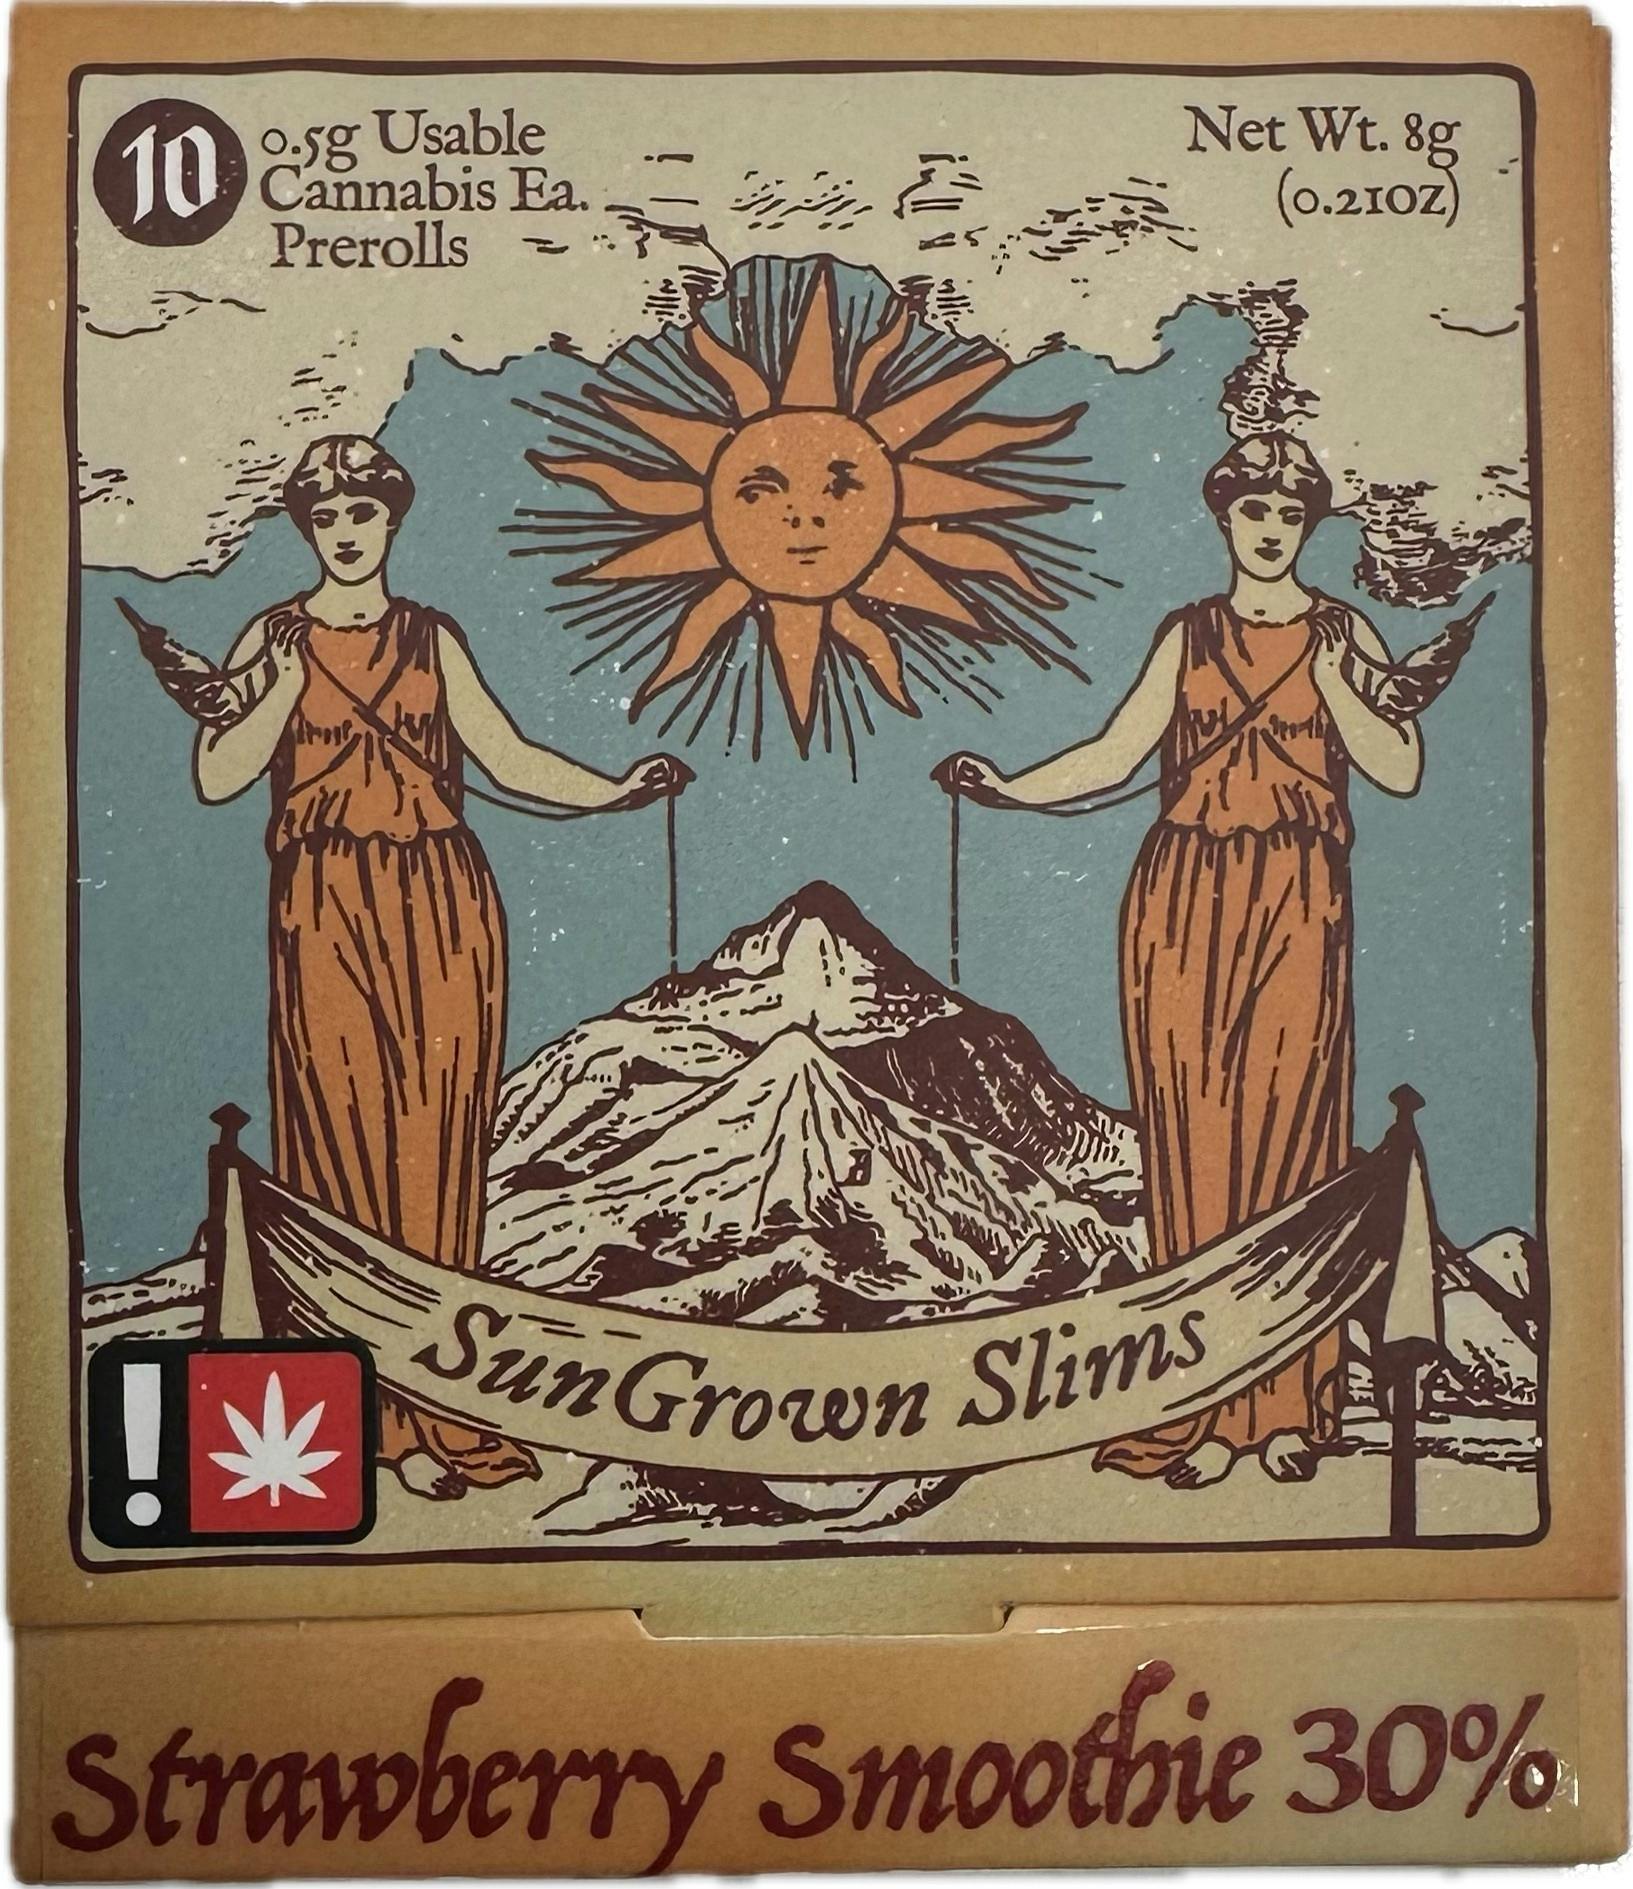 10
0.5g Usable
Cannabis Ea.
Prerolls
Net Wt. 8g
(0.21OZ)
SunGrown Slims
!
Strawberry Smoothie 30%